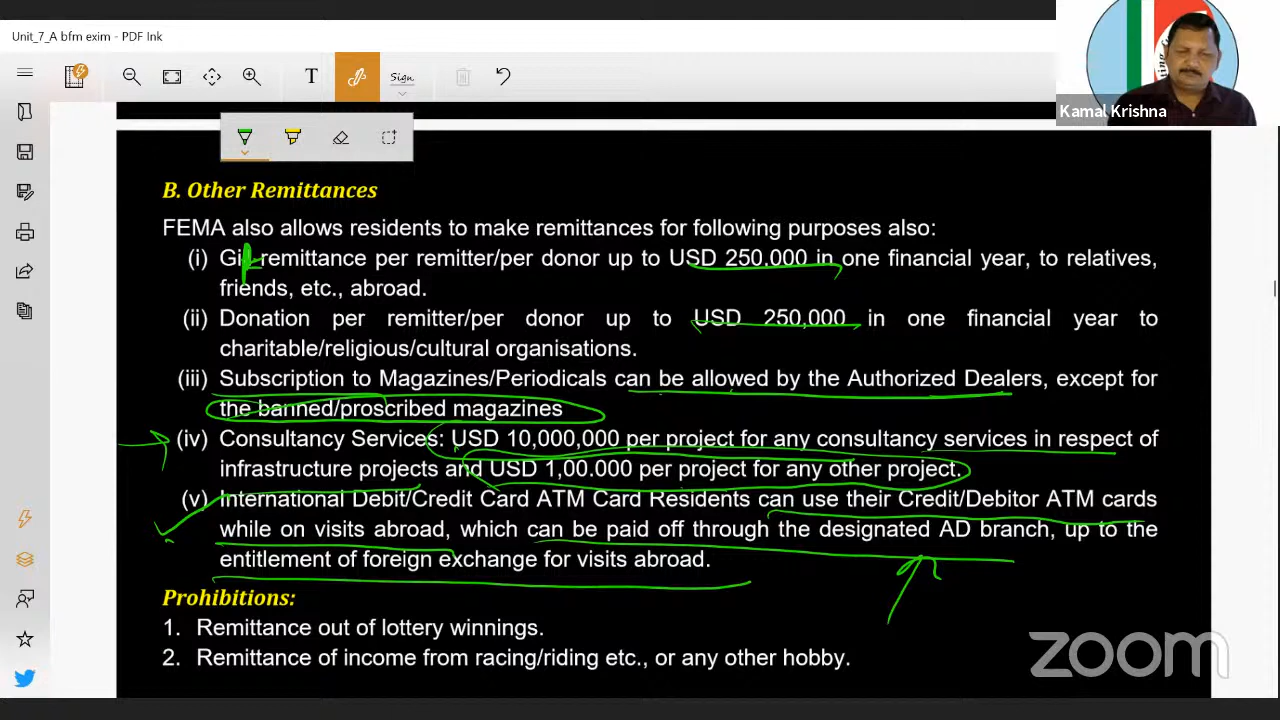 Unit_7_A bfm exim - PDF Ink
T
Sign
Kamal Krishna
B. Other Remittances
FEMA also allows residents to make remittances for following purposes also:
(i) remittance per remitter/per donor up to USD 250,000 in one financial year, to relatives,
friends, etc., abroad.
(ii) Donation per remitter/per donor up to USD 250,000 in one financial year to
charitable/religious/cultural organisations.
(iii) Subscription to Magazines/Periodicals can be allowed by the Authorized Dealers, except for
the banned/proscribed magazines
(iv) Consultancy Services: USD 10,000,000 per project for any consultancy services in respect of
infrastructure projects and USD 1,00.000 per project for any other project.
(v) International Debit/Credit Card ATM Card Residents can use their Credit/Debitor ATM cards
while on visits abroad, which can be paid off through the designated AD branch, up to the
entitlement of foreign exchange for visits abroad.
Prohibitions:
1. Remittance out of lottery winnings.
2. Remittance of income from racing/riding etc., or any other hobby.
zoom